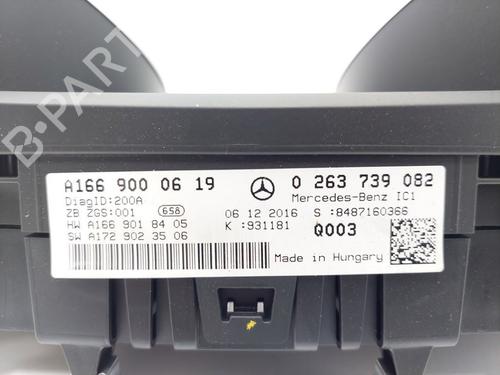 A166 900 06 19
DiagID:200A
ZB ZGS:001 658
HW A166 901 84 05
SW A172 902 35 06
0 263 739 082
Mercedes-Benz IC1
06 12 2016 S :8487160366
K :931181 Q003
Made in Hungary
B-PARTS